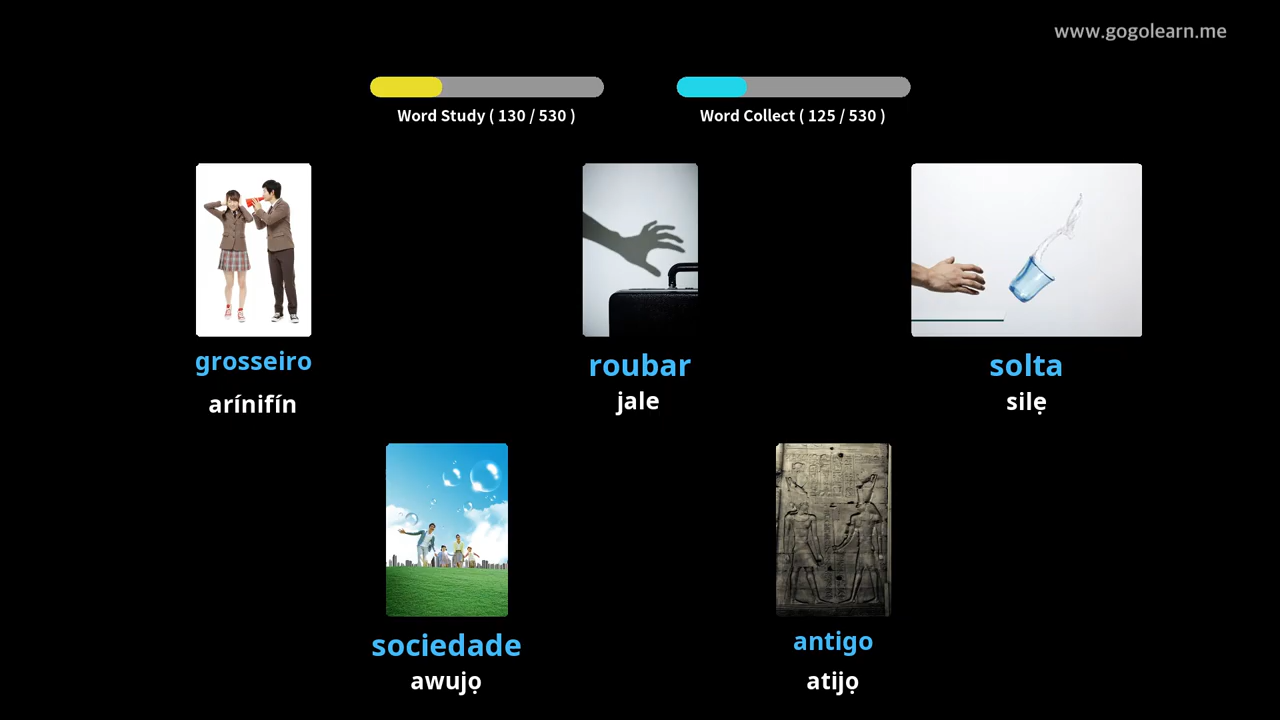 www.gogolearn.me
Word Study ( 130 / 530 )
Word Collect ( 125 / 530 )
grosseiro
arínifín
roubar
jale
solta
silẹ
sociedade
awujọ
antigo
atijọ